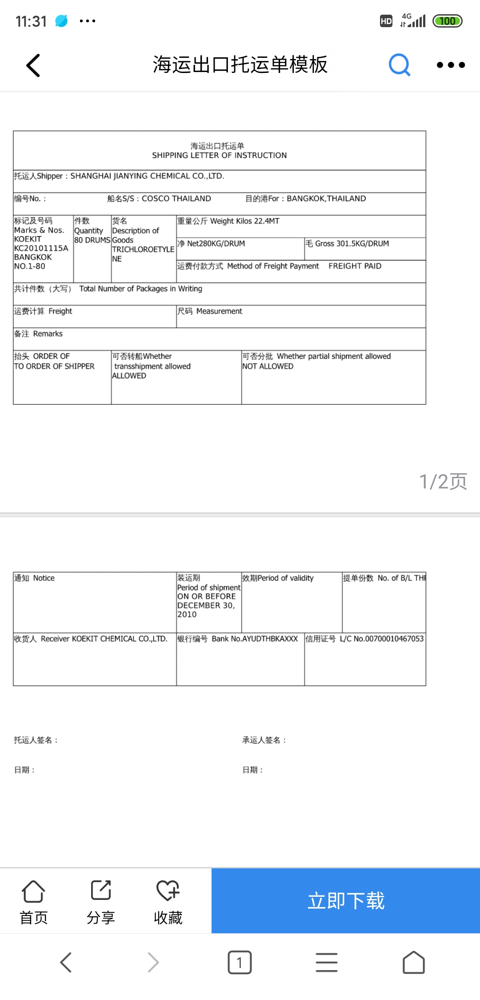 11:31
HD 4G 100
海运出口托运单模板
海运出口托运单
SHIPPING LETTER OF INSTRUCTION
托运人Shipper：SHANGHAI JIANYING CHEMICAL CO.,LTD.
编号No.： 船名S/S：COSCO THAILAND 目的港For：BANGKOK,THAILAND
标记及号码
Marks & Nos.
KOEKIT
KC20101115A
BANGKOK
NO.1-80
件数
Quantity
80 DRUMS
货名
Description of
Goods
TRICHLOROETYLE
NE
重量公斤 Weight Kilos 22.4MT
净 Net280KG/DRUM
毛 Gross 301.5KG/DRUM
运费付款方式 Method of Freight Payment FREIGHT PAID
共计件数（大写） Total Number of Packages in Writing
运费计算 Freight
尺码 Measurement
备注 Remarks
抬头 ORDER OF
TO ORDER OF SHIPPER
可否转船Whether
transshipment allowed
ALLOWED
可否分批 Whether partial shipment allowed
NOT ALLOWED
1/2页
通知 Notice
装运期
Period of shipment
ON OR BEFORE
DECEMBER 30,
2010
效期Period of validity
提单份数 No. of B/L
收货人 Receiver KOEKIT CHEMICAL CO.,LTD.
银行编号 Bank No.AYUDTHBKAXXX
信用证号 L/C No.00700010467053
托运人签名：
承运人签名：
日期：
日期：
首页
分享
收藏
立即下载
1